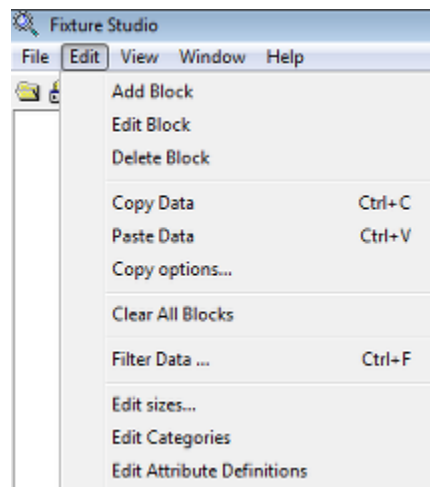 Fixture Studio
File Edit View Window Help
Add Block
Edit Block
Delete Block
Copy Data Ctrl+C
Paste Data Ctrl+V
Copy options...
Clear All Blocks
Filter Data ... Ctrl+F
Edit sizes...
Edit Categories
Edit Attribute Definitions